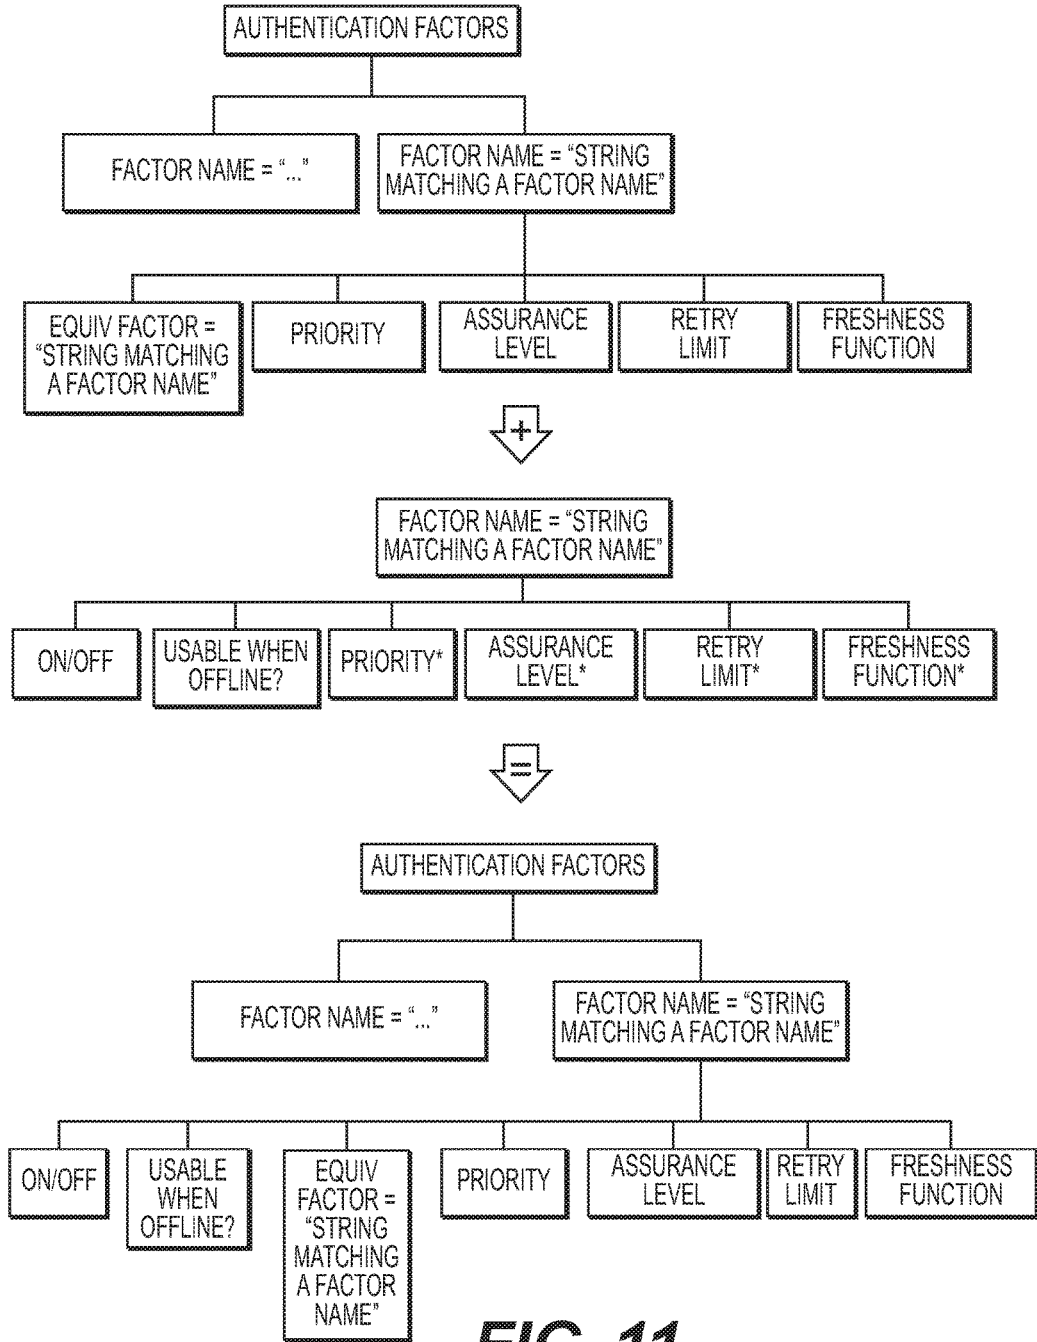 AUTHENTICATION FACTORS
FACTOR NAME = “...”
FACTOR NAME = “STRING
MATCHING A FACTOR NAME”
EQUIV FACTOR =
“STRING MATCHING
A FACTOR NAME”
PRIORITY
ASSURANCE
LEVEL
RETRY
LIMIT
FRESHNESS
FUNCTION
+
FACTOR NAME = “STRING
MATCHING A FACTOR NAME”
ON/OFF
USABLE WHEN
OFFLINE?
PRIORITY*
ASSURANCE
LEVEL*
RETRY
LIMIT*
FRESHNESS
FUNCTION*
=
AUTHENTICATION FACTORS
FACTOR NAME = “...”
FACTOR NAME = “STRING
MATCHING A FACTOR NAME”
ON/OFF
USABLE
WHEN
OFFLINE?
EQUIV
FACTOR =
“STRING
MATCHING
A FACTOR
NAME”
PRIORITY
ASSURANCE
LEVEL
RETRY
LIMIT
FRESHNESS
FUNCTION
FIG. 11